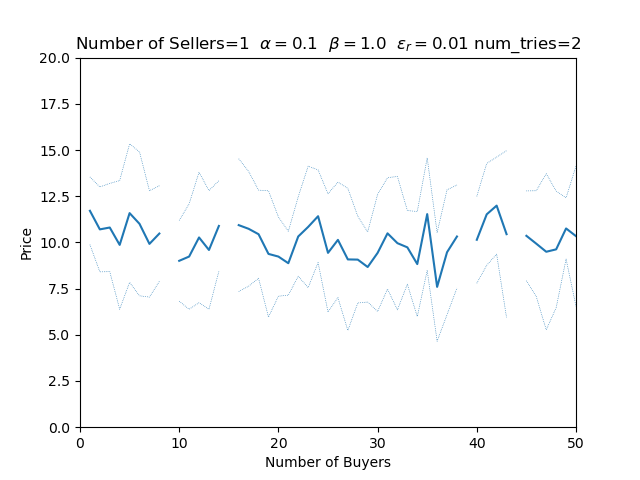 Number of Sellers=1 α = 0.1 β = 1.0 εr = 0.01 num_tries=2
20.0
17.5
15.0
12.5
10.0
7.5
5.0
2.5
0.0
Price
0 10 20 30 40 50
Number of Buyers